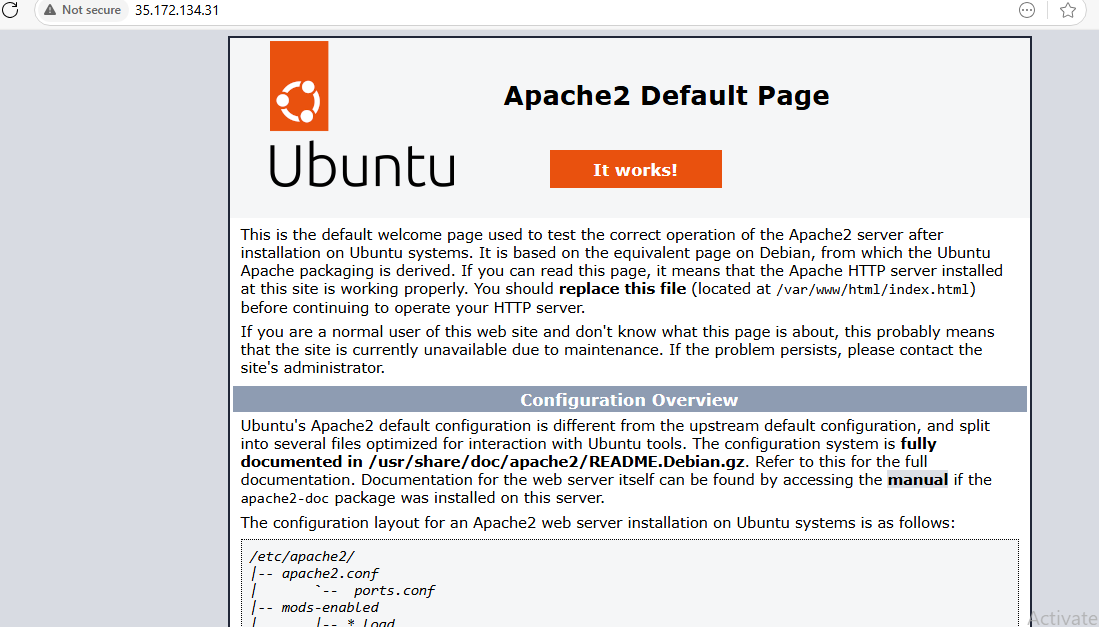 Not secure 35.172.134.31
Apache2 Default Page
Ubuntu
It works!
This is the default welcome page used to test the correct operation of the Apache2 server after
installation on Ubuntu systems. It is based on the equivalent page on Debian, from which the Ubuntu
Apache packaging is derived. If you can read this page, it means that the Apache HTTP server installed
at this site is working properly. You should replace this file (located at /var/www/html/index.html)
before continuing to operate your HTTP server.
If you are a normal user of this web site and don't know what this page is about, this probably means
that the site is currently unavailable due to maintenance. If the problem persists, please contact the
site's administrator.
Configuration Overview
Ubuntu's Apache2 default configuration is different from the upstream default configuration, and split
into several files optimized for interaction with Ubuntu tools. The configuration system is fully
documented in /usr/share/doc/apache2/README.Debian.gz. Refer to this for the full
documentation. Documentation for the web server itself can be found by accessing the manual if the
apache2-doc package was installed on this server.
The configuration layout for an Apache2 web server installation on Ubuntu systems is as follows:
/etc/apache2/
|-- apache2.conf
|       `--  ports.conf
|-- mods-enabled
|       |-- *.load
Activate